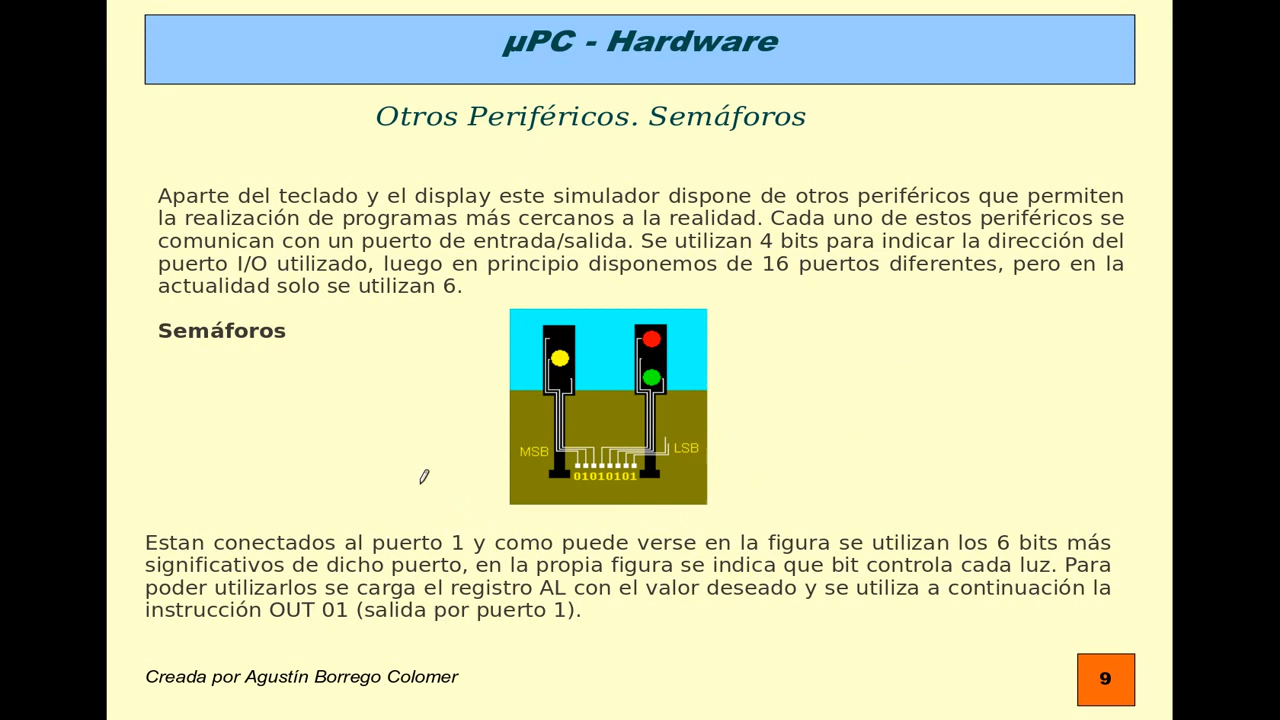 µPC - Hardware
Otros Periféricos. Semáforos
Aparte del teclado y el display este simulador dispone de otros periféricos que permiten
la realización de programas más cercanos a la realidad. Cada uno de estos periféricos se
comunican con un puerto de entrada/salida. Se utilizan 4 bits para indicar la dirección del
puerto I/O utilizado, luego en principio disponemos de 16 puertos diferentes, pero en la
actualidad solo se utilizan 6.
Semáforos
MSB
LSB
01010101
Estan conectados al puerto 1 y como puede verse en la figura se utilizan los 6 bits más
significativos de dicho puerto, en la propia figura se indica que bit controla cada luz. Para
poder utilizarlos se carga el registro AL con el valor deseado y se utiliza a continuación la
instrucción OUT 01 (salida por puerto 1).
Creada por Agustín Borrego Colomer
9